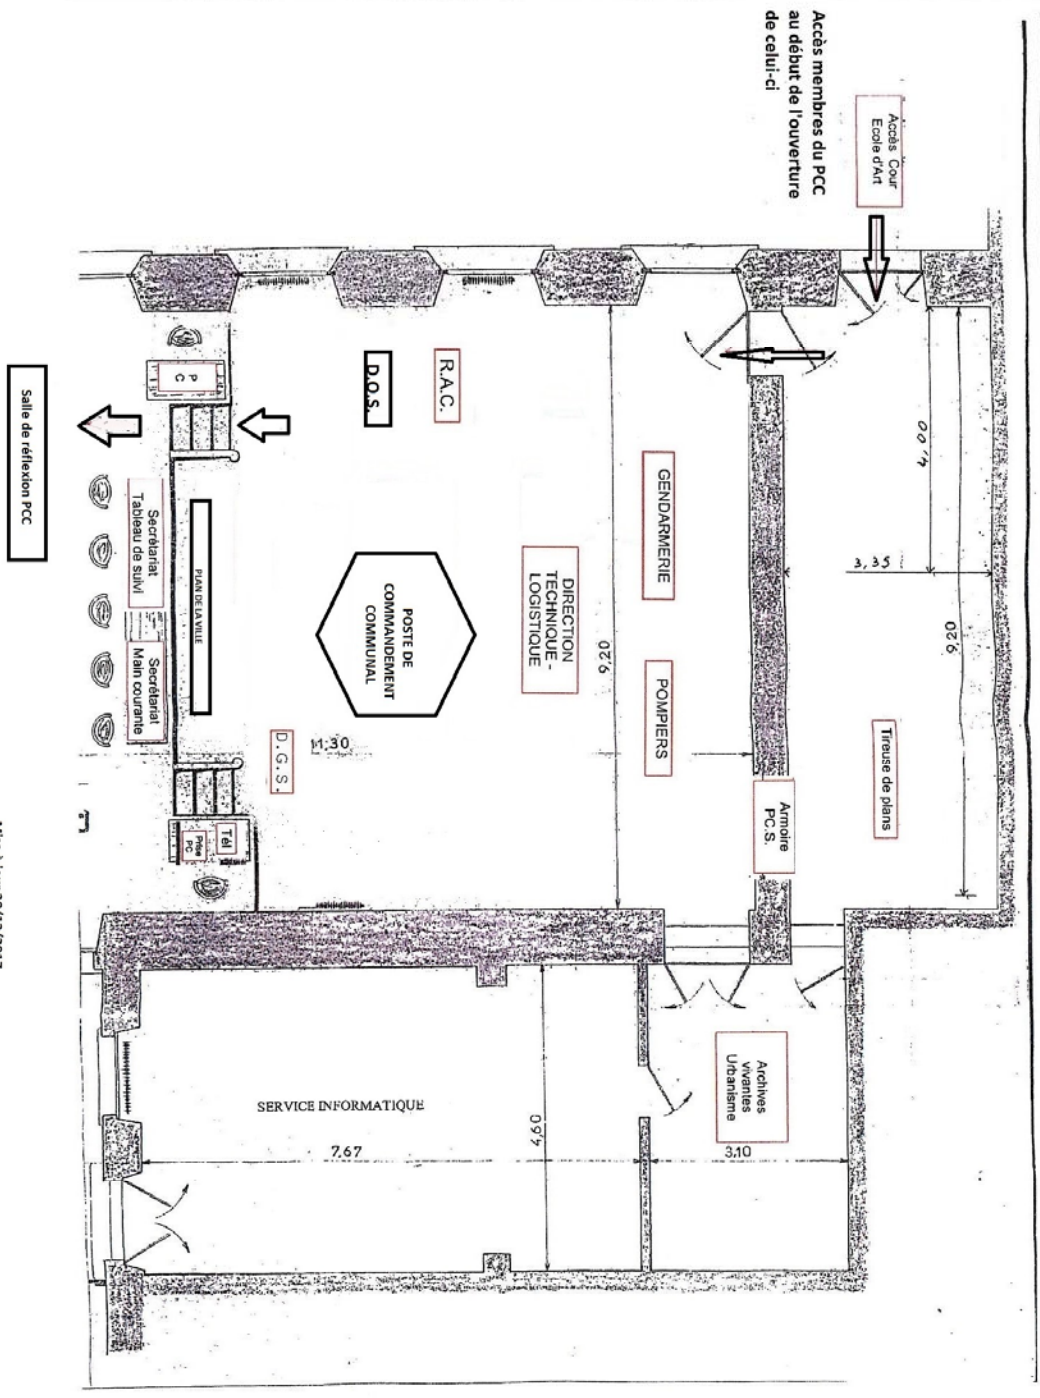 Accès membres du PCC
au début de l'ouverture
de celui-ci
Accès Cour
Ecole d'Art
4,00
9,20
3,35
Tireuse de plans
Armoire
P.C.S.
GENDARMERIE
POMPIERS
9,20
DIRECTION
TECHNIQUE -
LOGISTIQUE
R.A.C.
D.O.S.
POSTE DE
COMMANDEMENT
COMMUNAL
11,30
D.G.S.
P
C
PLAN DE LA VILLE
Tél
Prise
PC
Secrétariat
Tableau de suivi
Secrétariat
Main courante
Salle de réflexion PCC
Archives
vivantes
Urbanisme
3,10
4,60
SERVICE INFORMATIQUE
7,67